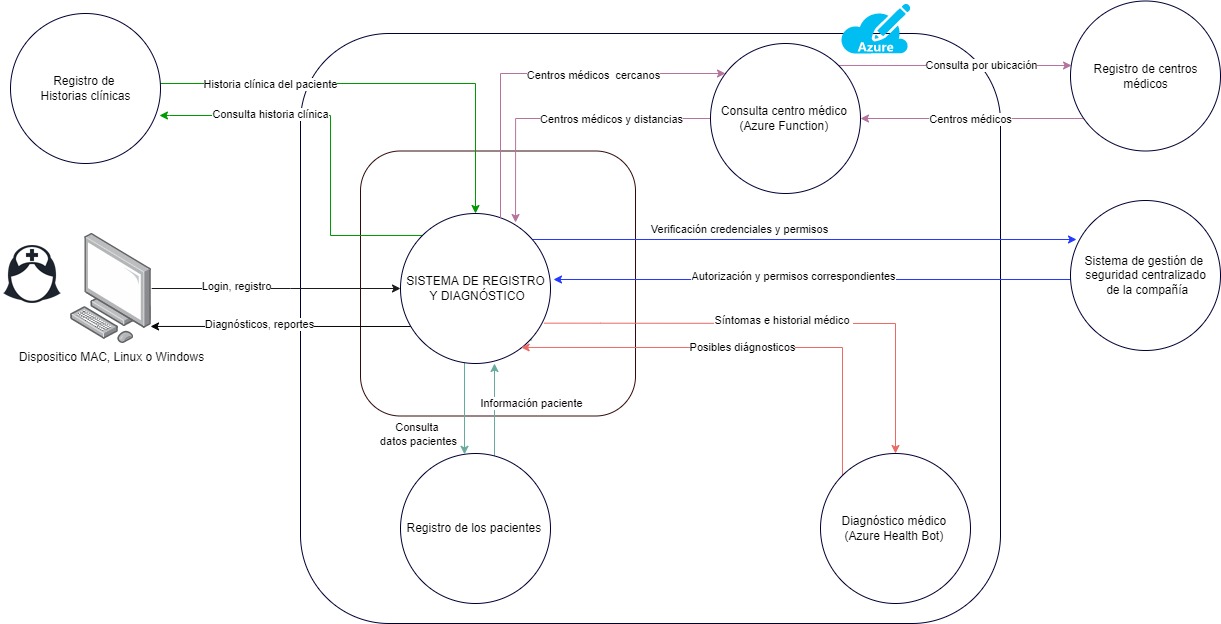 Azure
Registro de
Historias clínicas
Historia clínica del paciente
Consulta historia clínica
Centros médicos  cercanos
Centros médicos y distancias
Consulta centro médico
(Azure Function)
Consulta por ubicación
Centros médicos
Registro de centros
médicos
Verificación credenciales y permisos
Autorización y permisos correspondientes
Sistema de gestión de
seguridad centralizado
de la compañía
SISTEMA DE REGISTRO
Y DIAGNÓSTICO
Login, registro
Diagnósticos, reportes
Dispositico MAC, Linux o Windows
Síntomas e historial médico
Posibles diágnosticos
Información paciente
Consulta
datos pacientes
Registro de los pacientes
Diagnóstico médico
(Azure Health Bot)